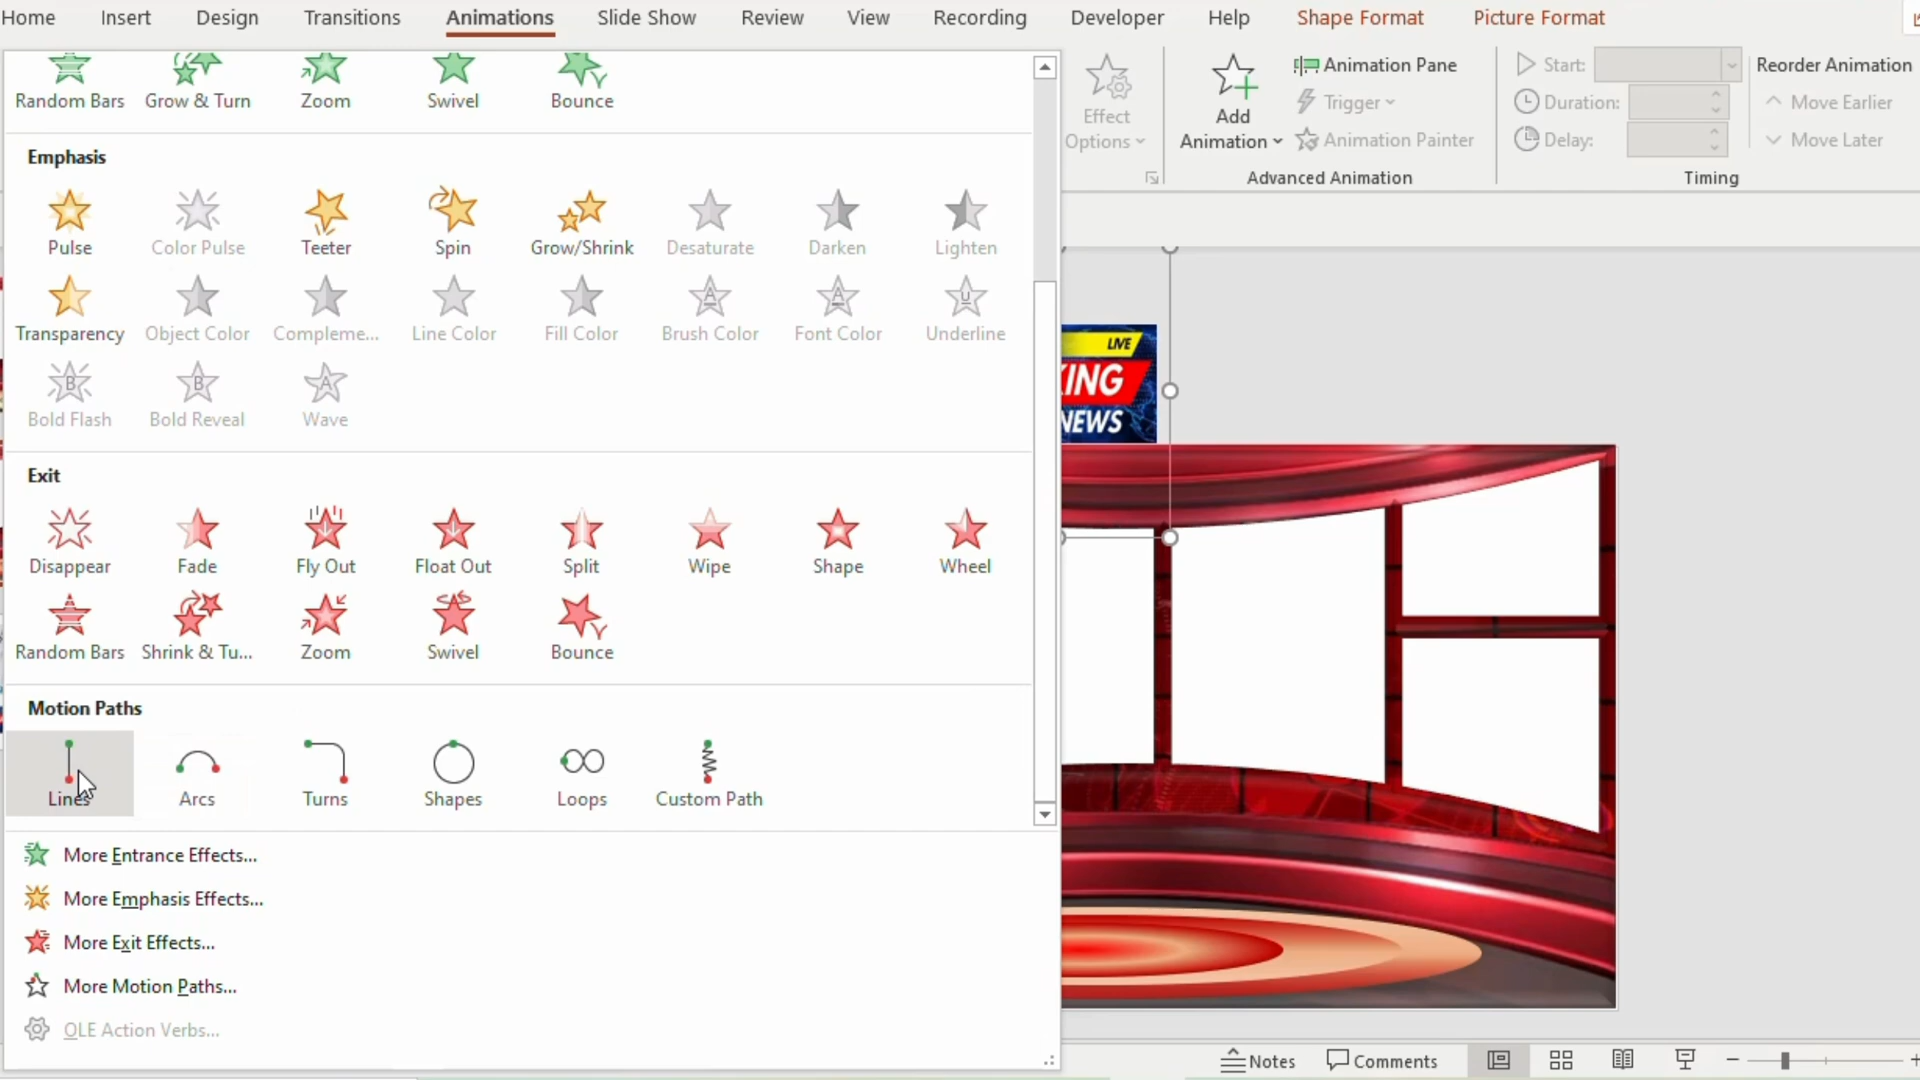 Home Insert Design Transitions Animations Slide Show Review View Recording Developer Help Shape Format Picture Format
Random Bars Grow & Turn Zoom Swivel Bounce
Emphasis
Pulse Color Pulse Teeter Spin Grow/Shrink Desaturate Darken Lighten
Transparency Object Color Compleme... Line Color Fill Color Brush Color Font Color Underline
Bold Flash Bold Reveal Wave
Exit
Disappear Fade Fly Out Float Out Split Wipe Shape Wheel
Random Bars Shrink & Tu... Zoom Swivel Bounce
Motion Paths
Lines Arcs Turns Shapes Loops Custom Path
More Entrance Effects...
More Emphasis Effects...
More Exit Effects...
More Motion Paths...
OLE Action Verbs...
Effect
Options
Add
Animation
Animation Pane
Trigger
Animation Painter
Advanced Animation
Start:
Duration:
Delay:
Reorder Animation
Move Earlier
Move Later
Timing
LIVE
KING
NEWS
Notes Comments